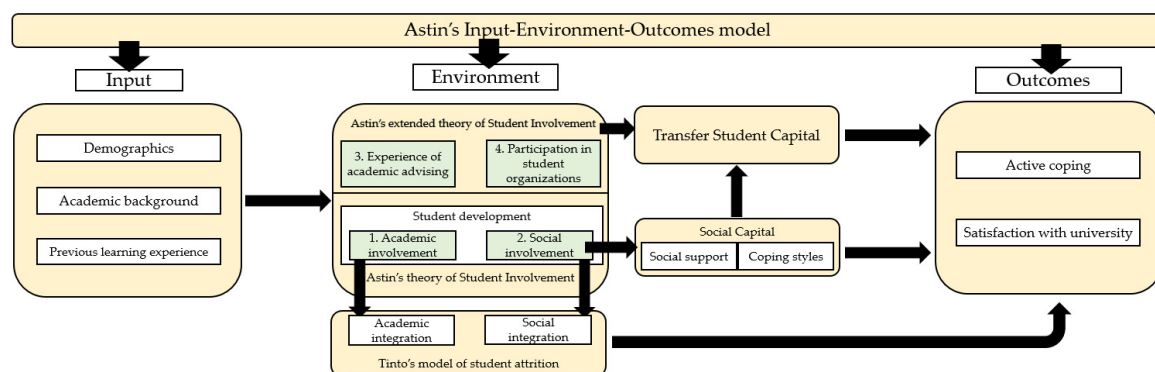 Astin's Input-Environment-Outcomes model
Input
Environment
Outcomes
Demographics
Academic background
Previous learning experience
Astin's extended theory of Student Involvement
3. Experience of
academic advising
4. Participation in
student
organizations
Student development
1. Academic
involvement
2. Social
involvement
Astin's theory of Student Involvement
Academic
integration
Social
integration
Tinto's model of student attrition
Transfer Student Capital
Social Capital
Social support
Coping styles
Active coping
Satisfaction with university